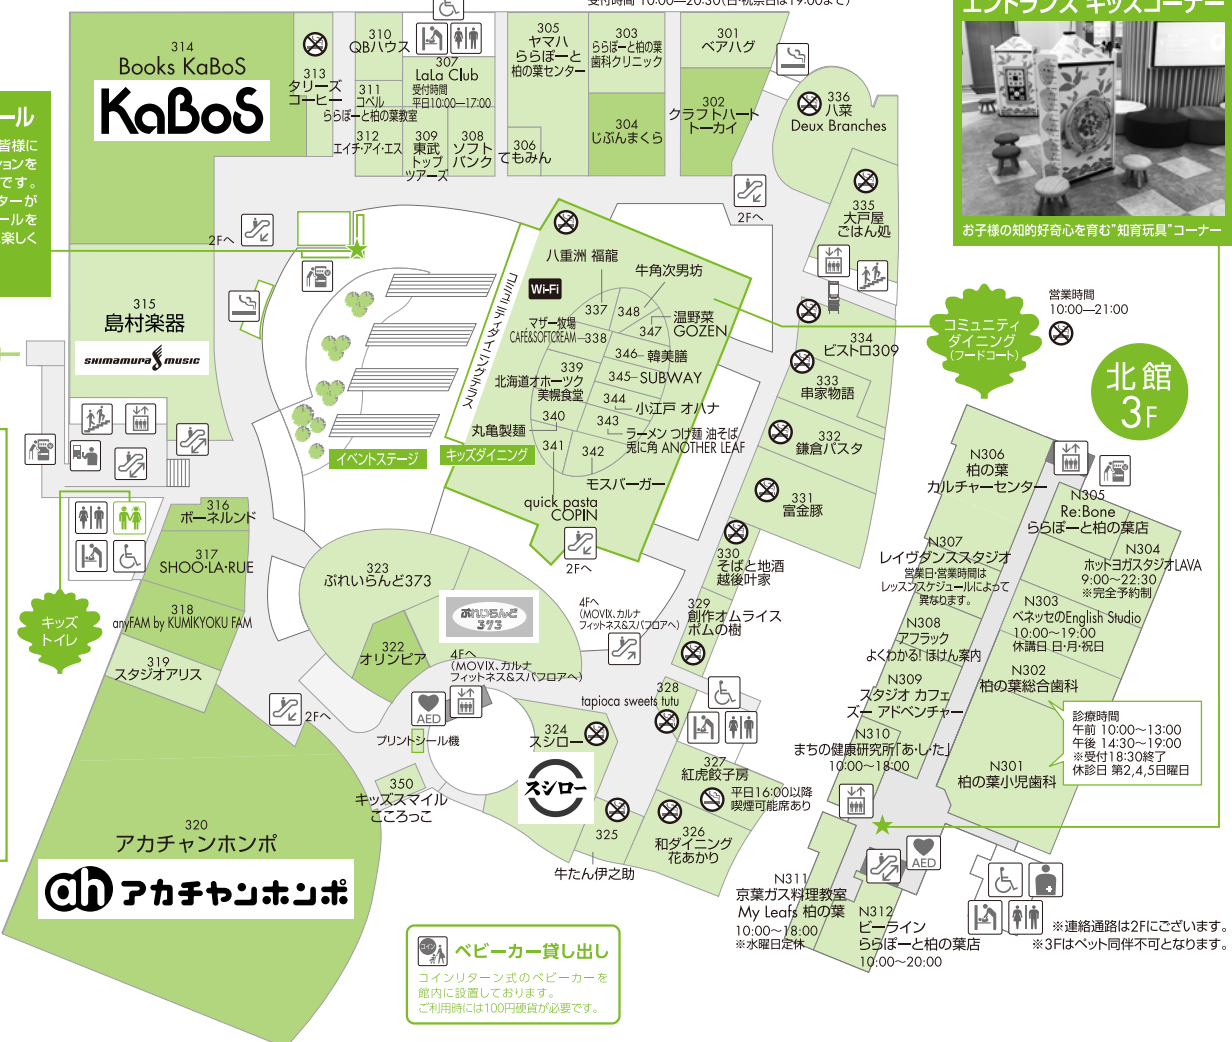 受付時間 10:00―20:30(日・祝祭日は19:00まで)
エントランス キッズコーナー
お子様の知的好奇心を育む"知育玩具"コーナー
ール
皆様に
ションを
です。
ターが
ールを
楽しく
314
Books KaBoS
KaBoS
313
タリーズ
コーヒー
310
QBハウス
311
コペル
ららぽーと柏の葉教室
312
エイチ・アイ・エス
307
LaLa Club
受付時間
平日10:00―17:00
309
東武
トップ
ツアーズ
308
ソフト
バンク
305
ヤマハ
ららぽーと
柏の葉センター
306
てもみん
303
ららぽーと柏の葉
歯科クリニック
304
じぶんまくら
301
ベアハグ
302
クラフトハート
トーカイ
336
八菜
Deux Branches
335
大戸屋
ごはん処
2Fへ
2Fへ
315
島村楽器
SHIMAMURA MUSIC
コミュニティダイニングテラス
Wi-Fi
八重洲 福龍
337
牛角次男坊
348
マザー牧場
CAFE&SOFTCREAM
338
347
温野菜
GOZEN
346
韓美膳
339
北海道オホーツク
美幌食堂
345
SUBWAY
344
小江戸 オハナ
340
丸亀製麺
343
ラーメン つけ麺 油そば
兎に角 ANOTHER LEAF
341
342
モスバーガー
quick pasta
COPIN
2Fへ
イベントステージ
キッズダイニング
コミュニティ
ダイニング
(フードコート)
営業時間
10:00―21:00
北館
3F
334
ビストロ309
333
串家物語
332
鎌倉パスタ
331
富金豚
330
そばと地酒
越後叶家
329
創作オムライス
ポムの樹
328
tapioca sweets tutu
327
紅虎餃子房
平日16:00以降
喫煙可能席あり
326
和ダイニング
花あかり
325
牛たん伊之助
324
スシロー
スシロー
316
ボーネルンド
317
SHOO・LA・RUE
318
anyFAM by KUMIKYOKU FAM
319
スタジオアリス
キッズ
トイレ
323
ぷれいらんど373
ぷれいらんど
373
322
オリンピア
4Fへ
(MOVIX、カルナ
フィットネス&スパフロアへ)
4Fへ
(MOVIX、カルナ
フィットネス&スパフロアへ)
AED
プリントシール機
2Fへ
350
キッズスマイル
こころっこ
320
アカチャンホンポ
ah アカチャンホンポ
コイン
ベビーカー貸し出し
コインリターン式のベビーカーを
館内に設置しております。
ご利用時には100円硬貨が必要です。
N306
柏の葉
カルチャーセンター
N305
Re:Bone
ららぽーと柏の葉店
N304
ホットヨガスタジオLAVA
9:00〜22:30
※完全予約制
N307
レイヴダンススタジオ
営業日・営業時間は
レッスンスケジュールによって
異なります。
N303
ベネッセのEnglish Studio
10:00〜19:00
休講日 日・月・祝日
N308
アフラック
よくわかる!ほけん案内
N302
柏の葉総合歯科
N309
スタジオ カフェ
ズー アドベンチャー
診療時間
午前 10:00〜13:00
午後 14:30〜19:00
※受付18:30終了
休診日 第2,4,5日曜日
N310
まちの健康研究所「あ・し・た」
10:00〜18:00
N301
柏の葉小児歯科
AED
N311
京葉ガス料理教室
My Leafs 柏の葉
10:00〜18:00
※水曜日定休
N312
ビーライン
ららぽーと柏の葉店
10:00〜20:00
※連絡通路は2Fにございます。
※3Fはペット同伴不可となります。